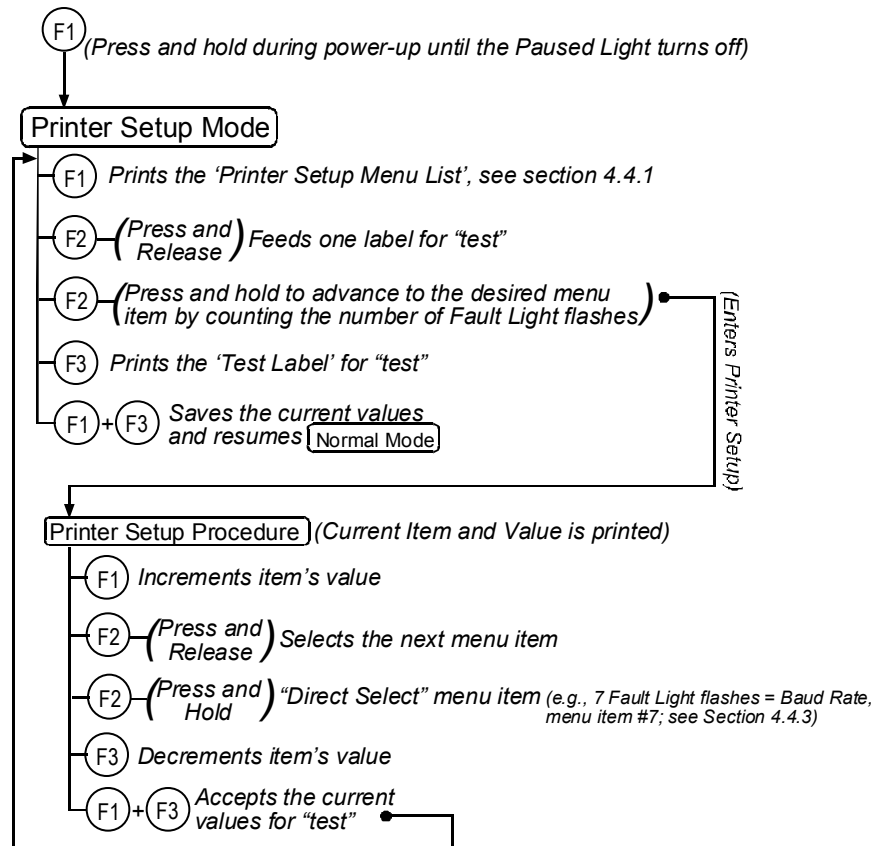 F1
(Press and hold during power-up until the Paused Light turns off)
Printer Setup Mode
F1 Prints the ‘Printer Setup Menu List’, see section 4.4.1
F2 (Press and
Release) Feeds one label for “test”
F2 (Press and hold to advance to the desired menu
item by counting the number of Fault Light flashes)
(Enters Printer Setup)
F3 Prints the ‘Test Label’ for “test”
F1 + F3 Saves the current values
and resumes Normal Mode
Printer Setup Procedure (Current Item and Value is printed)
F1 Increments item's value
F2 (Press and
Release) Selects the next menu item
F2 (Press and
Hold) “Direct Select” menu item (e.g., 7 Fault Light flashes = Baud Rate,
menu item #7; see Section 4.4.3)
F3 Decrements item's value
F1 + F3 Accepts the current
values for “test”